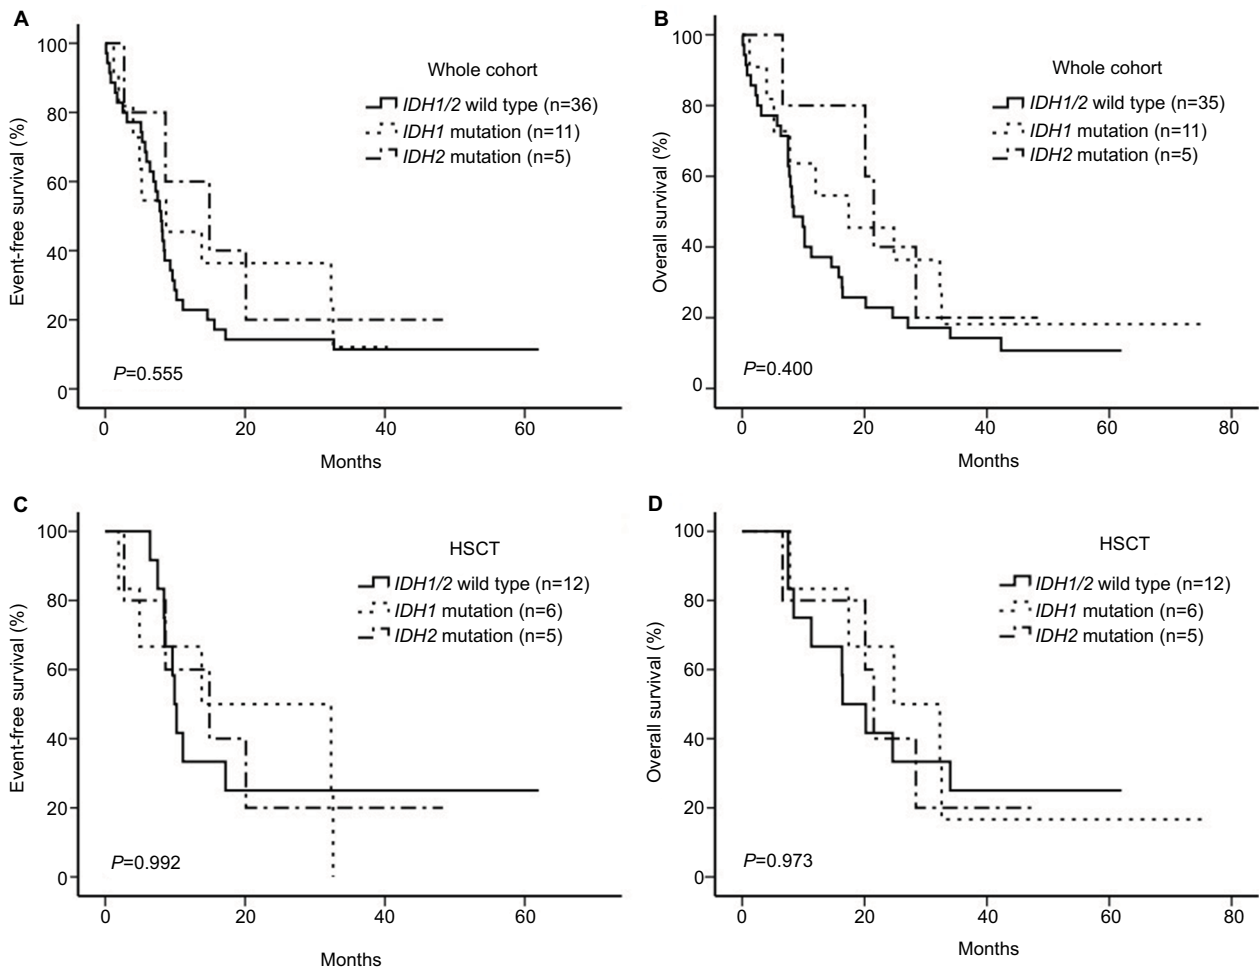 A
Whole cohort
IDH1/2 wild type (n=36)
IDH1 mutation (n=11)
IDH2 mutation (n=5)
Event-free survival (%)
100
80
60
40
20
0
P=0.555
0 20 40 60
Months
B
Whole cohort
IDH1/2 wild type (n=35)
IDH1 mutation (n=11)
IDH2 mutation (n=5)
Overall survival (%)
100
80
60
40
20
0
P=0.400
0 20 40 60 80
Months
C
HSCT
IDH1/2 wild type (n=12)
IDH1 mutation (n=6)
IDH2 mutation (n=5)
Event-free survival (%)
100
80
60
40
20
0
P=0.992
0 20 40 60
Months
D
HSCT
IDH1/2 wild type (n=12)
IDH1 mutation (n=6)
IDH2 mutation (n=5)
Overall survival (%)
100
80
60
40
20
0
P=0.973
0 20 40 60 80
Months